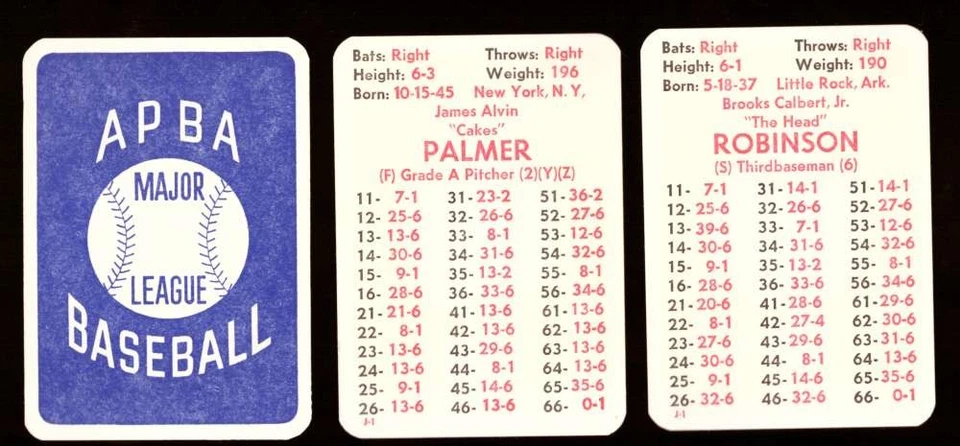 APBA
MAJOR
LEAGUE
BASEBALL
Bats: Right Throws: Right
Height: 6-3 Weight: 196
Born: 10-15-45 New York, N.Y,
James Alvin
"Cakes"
PALMER
(F) Grade A Pitcher (2)(Y)(Z)
11- 7-1 31-23-2 51-36-2
12- 25-6 32- 26-6 52- 27-6
13- 13-6 33- 8-1 53- 12-6
14- 30-6 34- 31-6 54- 32-6
15- 9-1 35- 13-2 55- 8-1
16- 28-6 36- 33-6 56- 34-6
21- 21-6 41- 13-6 61- 13-6
22- 8-1 42- 13-6 62- 13-6
23- 13-6 43- 29-6 63- 13-6
24- 13-6 44- 8-1 64- 13-6
25- 9-1 45- 14-6 65- 35-6
26- 13-6 46- 13-6 66- 0-1
J-1
Bats: Right Throws: Right
Height: 6-1 Weight: 190
Born: 5-18-37 Little Rock, Ark.
Brooks Calbert, Jr.
"The Head"
ROBINSON
(S) Thirdbaseman (6)
11- 7-1 31-14-1 51-14-1
12- 25-6 32- 26-6 52- 27-6
13- 39-6 33- 7-1 53- 12-6
14- 30-6 34- 31-6 54- 32-6
15- 9-1 35- 13-2 55- 8-1
16- 28-6 36- 33-6 56- 34-6
21- 20-6 41- 28-6 61- 29-6
22- 8-1 42- 27-4 62- 30-6
23- 27-6 43- 29-6 63- 31-6
24- 30-6 44- 8-1 64- 13-6
25- 9-1 45- 14-6 65- 35-6
26- 32-6 46- 32-6 66- 0-1
J-1